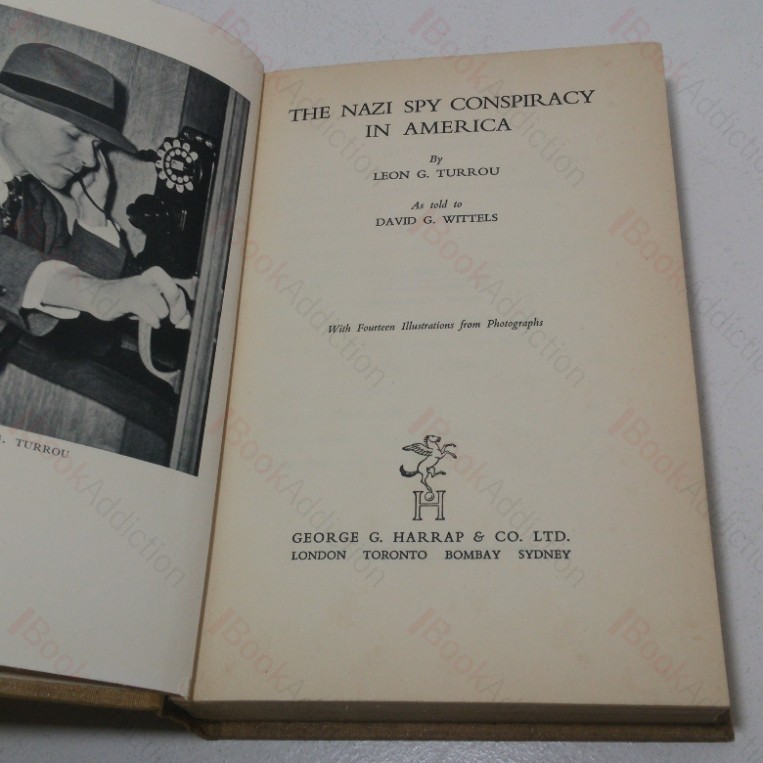 G. TURROU
THE NAZI SPY CONSPIRACY
IN AMERICA
By
LEON G. TURROU
As told to
DAVID G. WITTELS
With Fourteen Illustrations from Photographs
H
GEORGE G. HARRAP & CO. LTD.
LONDON TORONTO BOMBAY SYDNEY
BookAddiction